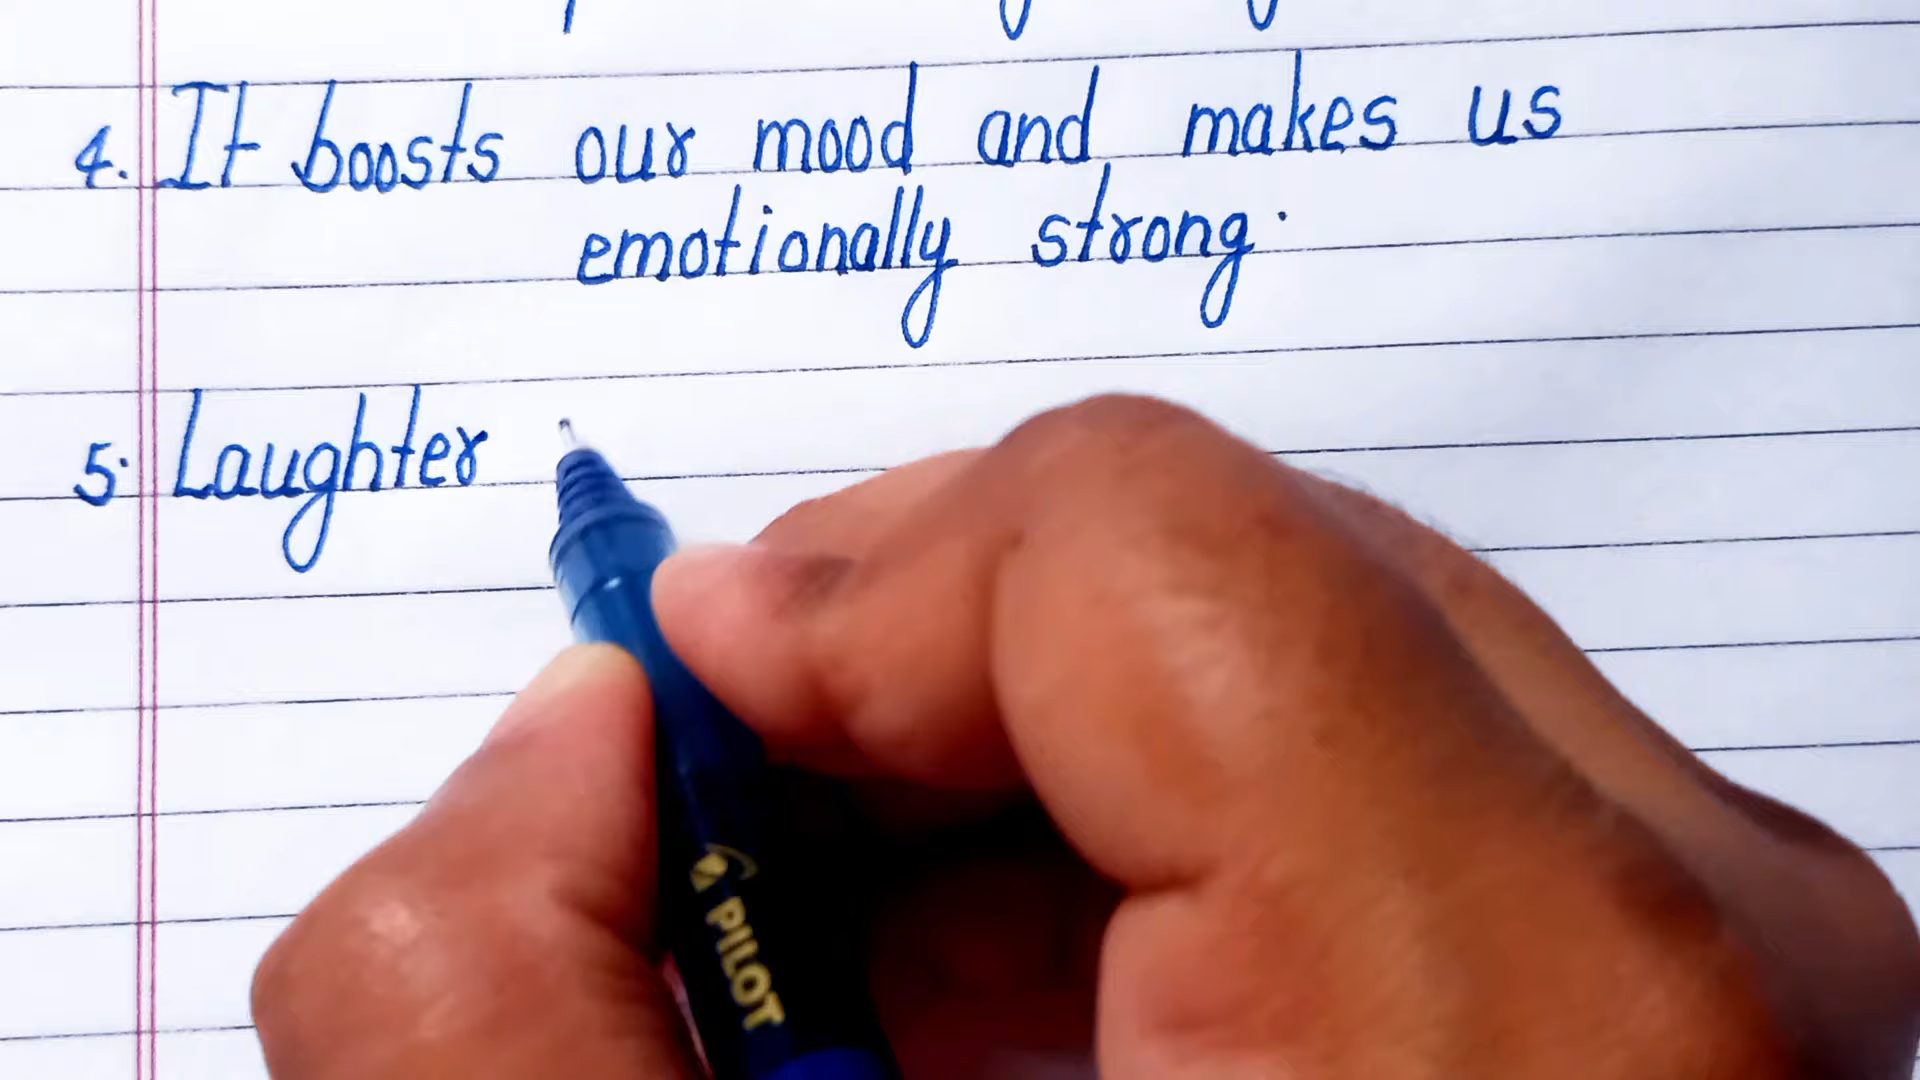 4. It boosts our mood and makes us
emotionally strong.
5. Laughter
PILOT